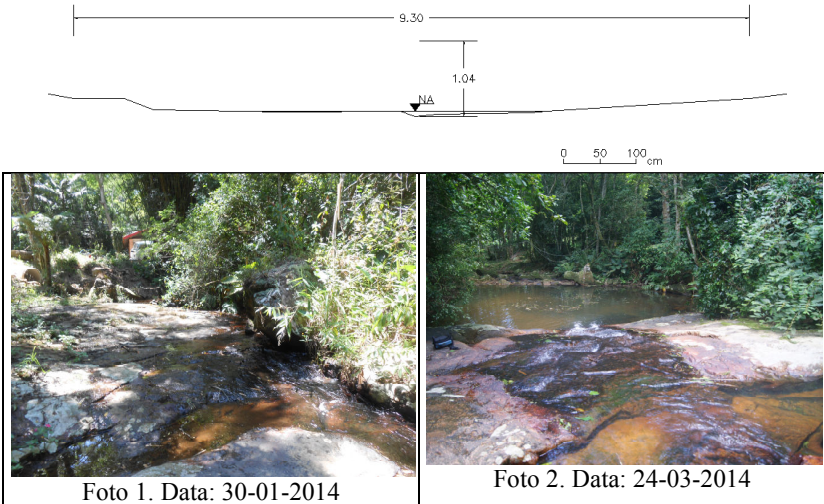 9.30
1.04
NA
0 50 100
cm
Foto 1. Data: 30-01-2014
Foto 2. Data: 24-03-2014